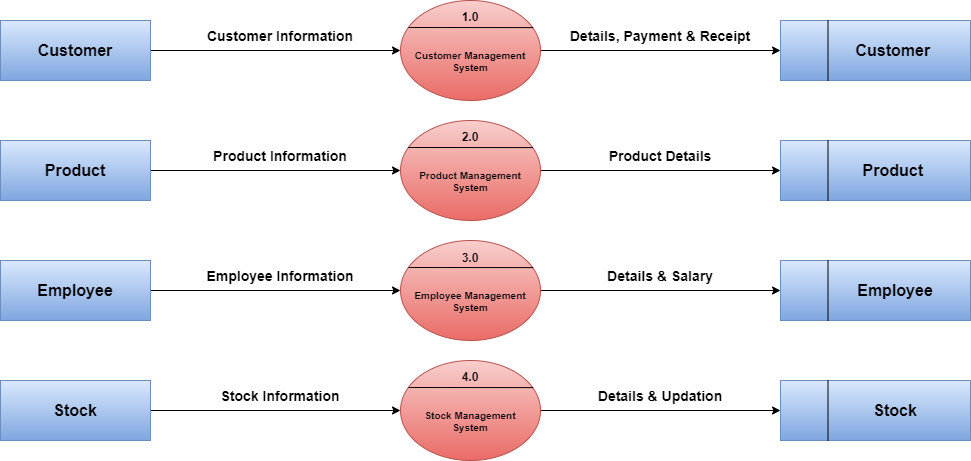 1.0
Customer
Customer Information
Customer Management
System
Details, Payment & Receipt
Customer
2.0
Product
Product Information
Product Management
System
Product Details
Product
3.0
Employee
Employee Information
Employee Management
System
Details & Salary
Employee
4.0
Stock
Stock Information
Stock Management
System
Details & Updation
Stock